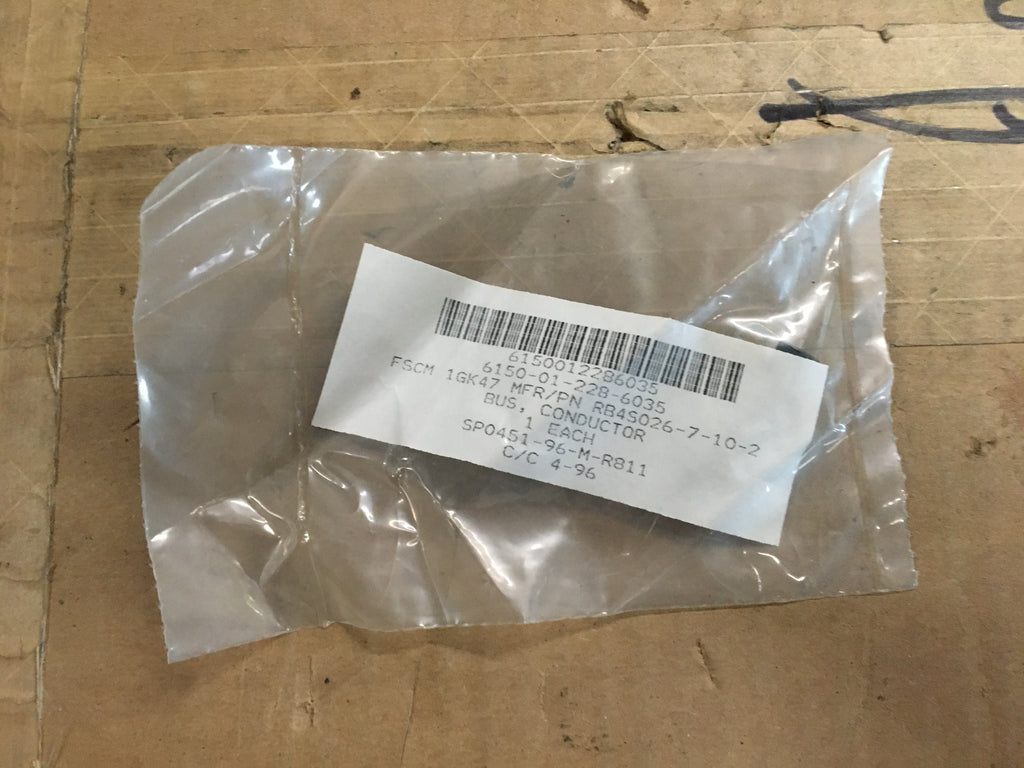 6150012286035
6150-01-228-6035
FSCM 1GK47 MFR/PN RB4S026-7-10-2
BUS, CONDUCTOR
1 EACH
SP0451-96-M-R811
C/C 4-96